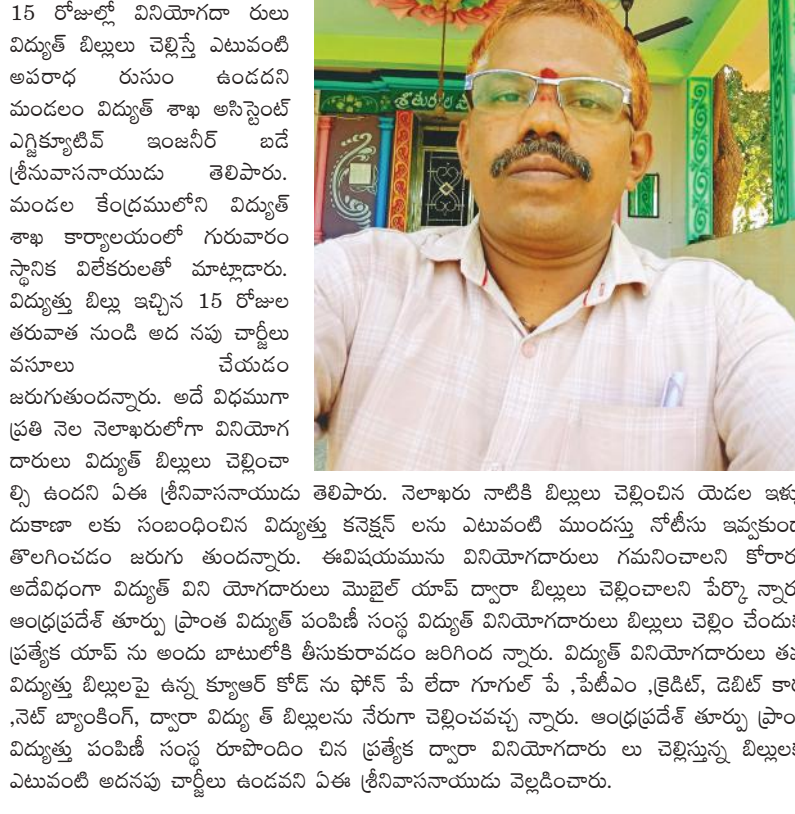 15 రోజుల్లో వినియోగదా రులు
విద్యుత్ బిల్లులు చెల్లిస్తే ఎటువంటి
అపరాధ రుసుం ఉండదని
మండలం విద్యుత్ శాఖ అసిస్టెంట్
ఎగ్జిక్యూటివ్ ఇంజనీర్ బడే
శ్రీనువాసనాయుడు తెలిపారు.
మండల కేంద్రములోని విద్యుత్
శాఖ కార్యాలయంలో గురువారం
స్థానిక విలేకరులతో మాట్లాడారు.
విద్యుత్తు బిల్లు ఇచ్చిన 15 రోజుల
తరువాత నుండి అద నపు చార్జీలు
వసూలు చేయడం
జరుగుతుందన్నారు. అదే విధముగా
ప్రతి నెల నెలాఖరులోగా వినియోగ
దారులు విద్యుత్ బిల్లులు చెల్లించా
ల్సి ఉందని ఏఈ శ్రీనివాసనాయుడు తెలిపారు. నెలాఖరు నాటికి బిల్లులు చెల్లించిన యెడల
దుకాణా లకు సంబంధించిన విద్యుత్తు కనెక్షన్ లను ఎటువంటి ముందస్తు నోటీసు
తొలగించడం జరుగు తుందన్నారు. ఈవిషయమును వినియోగదారులు గమనించాలని
అదేవిధంగా విద్యుత్ విని యోగదారులు మొబైల్ యాప్ ద్వారా బిల్లులు చెల్లించాలని పేర్కొ
ఆంధ్రప్రదేశ్ తూర్పు ప్రాంత విద్యుత్ పంపిణీ సంస్థ విద్యుత్ వినియోగదారులు బిల్లులు చెల్లిం
ప్రత్యేక యాప్ ను అందు బాటులోకి తీసుకురావడం జరిగింద న్నారు. విద్యుత్ వినియోగదారులు
విద్యుత్తు బిల్లులపై ఉన్న క్యూఆర్ కోడ్ ను ఫోన్ పే లేదా గూగుల్ పే ,పేటీఎం ,క్రెడిట్, డెబిట్
,నెట్ బ్యాంకింగ్, ద్వారా విద్యు త్ బిల్లులను నేరుగా చెల్లించవచ్చ న్నారు. ఆంధ్రప్రదేశ్ తూర్పు
విద్యుత్తు పంపిణీ సంస్థ రూపొందిం చిన ప్రత్యేక ద్వారా వినియోగదారు లు చెల్లిస్తున్న
ఎటువంటి అదనపు చార్జీలు ఉండవని ఏఈ శ్రీనివాసనాయుడు వెల్లడించారు.